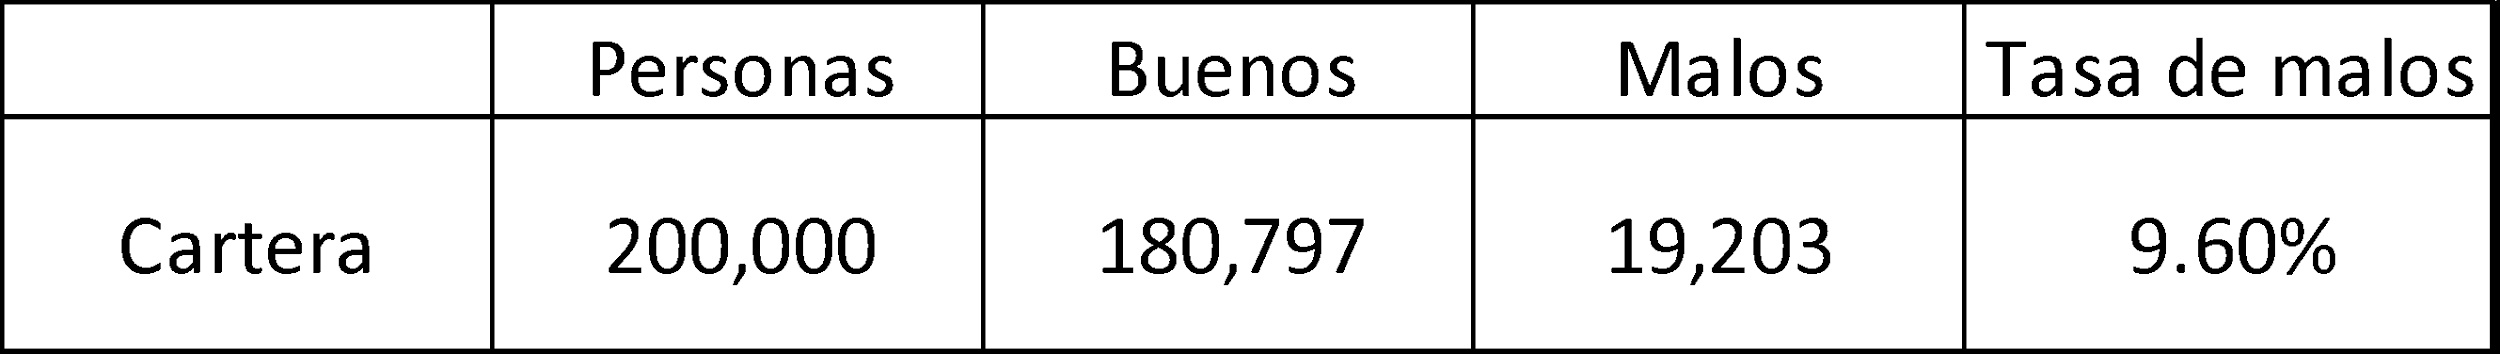 Personas Buenos Malos Tasa de malos
Cartera 200,000 180,797 19,203 9.60%